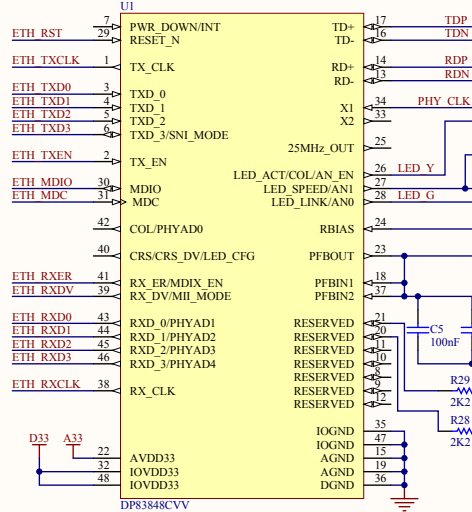 U1
7 PWR_DOWN/INT TD+ 17 TDP
ETH_RST 29 RESET_N TD- 16 TDN
ETH_TXCLK 1 TX_CLK RD+ 14 RDP
RD- 13 RDN
ETH_TXD0 3 TXD_0
ETH_TXD1 4 TXD_1 X1 34 PHY_CLK
ETH_TXD2 5 TXD_2 X2 33
ETH_TXD3 6 TXD_3/SNI_MODE
25MHz_OUT 25
ETH_TXEN 2 TX_EN
LED_ACT/COL/AN_EN 26 LED_Y
ETH_MDIO 30 MDIO LED_SPEED/AN1 27
ETH_MDC 31 MDC LED_LINK/AN0 28 LED_G
42 COL/PHYAD0 RBIAS 24
40 CRS/CRS_DV/LED_CFG PFBOUT 23
ETH_RXER 41 RX_ER/MDIX_EN PFBIN1 18
ETH_RXDV 39 RX_DV/MII_MODE PFBIN2 37
ETH_RXD0 43 RXD_0/PHYAD1 RESERVED 21
C5
ETH_RXD1 44 RXD_1/PHYAD2 RESERVED 20
100nF
ETH_RXD2 45 RXD_2/PHYAD3 RESERVED 11
ETH_RXD3 46 RXD_3/PHYAD4 RESERVED 10
RESERVED 8
R29
ETH_RXCLK 38 RX_CLK RESERVED 9
2K2
RESERVED 12
R28
IOGND 35
D33 A33 IOGND 47
2K2
22 AVDD33 AGND 15
32 IOVDD33 AGND 19
48 IOVDD33 DGND 36
DP83848CVV